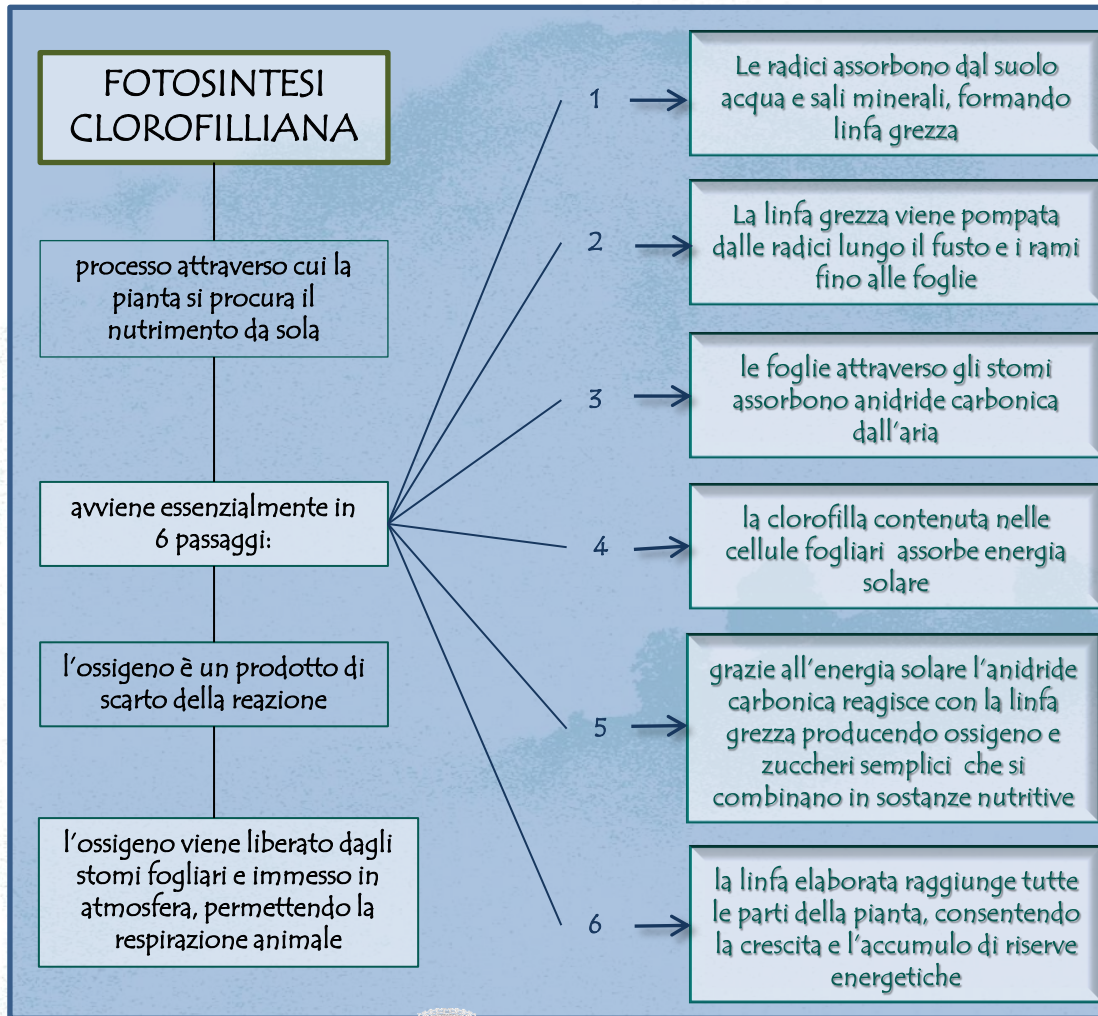 FOTOSINTESI
CLOROFILLIANA
processo attraverso cui la
pianta si procura il
nutrimento da sola
avviene essenzialmente in
6 passaggi:
l'ossigeno è un prodotto di
scarto della reazione
l'ossigeno viene liberato dagli
stomi fogliari e immesso in
atmosfera, permettendo la
respirazione animale
1
Le radici assorbono dal suolo
acqua e sali minerali, formando
linfa grezza
2
La linfa grezza viene pompata
dalle radici lungo il fusto e i rami
fino alle foglie
3
le foglie attraverso gli stomi
assorbono anidride carbonica
dall'aria
4
la clorofilla contenuta nelle
cellule fogliari assorbe energia
solare
5
grazie all'energia solare l'anidride
carbonica reagisce con la linfa
grezza producendo ossigeno e
zuccheri semplici che si
combinano in sostanze nutritive
6
la linfa elaborata raggiunge tutte
le parti della pianta, consentendo
la crescita e l'accumulo di riserve
energetiche